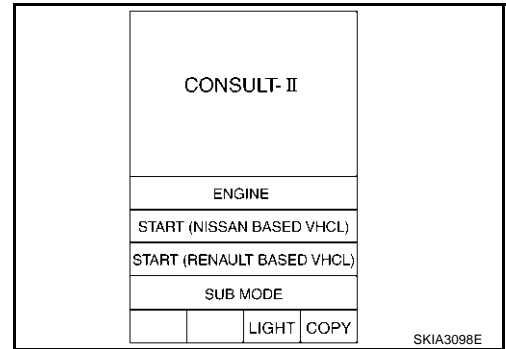 CONSULT-II
ENGINE
START (NISSAN BASED VHCL)
START (RENAULT BASED VHCL)
SUB MODE
LIGHT COPY
SKIA3098E